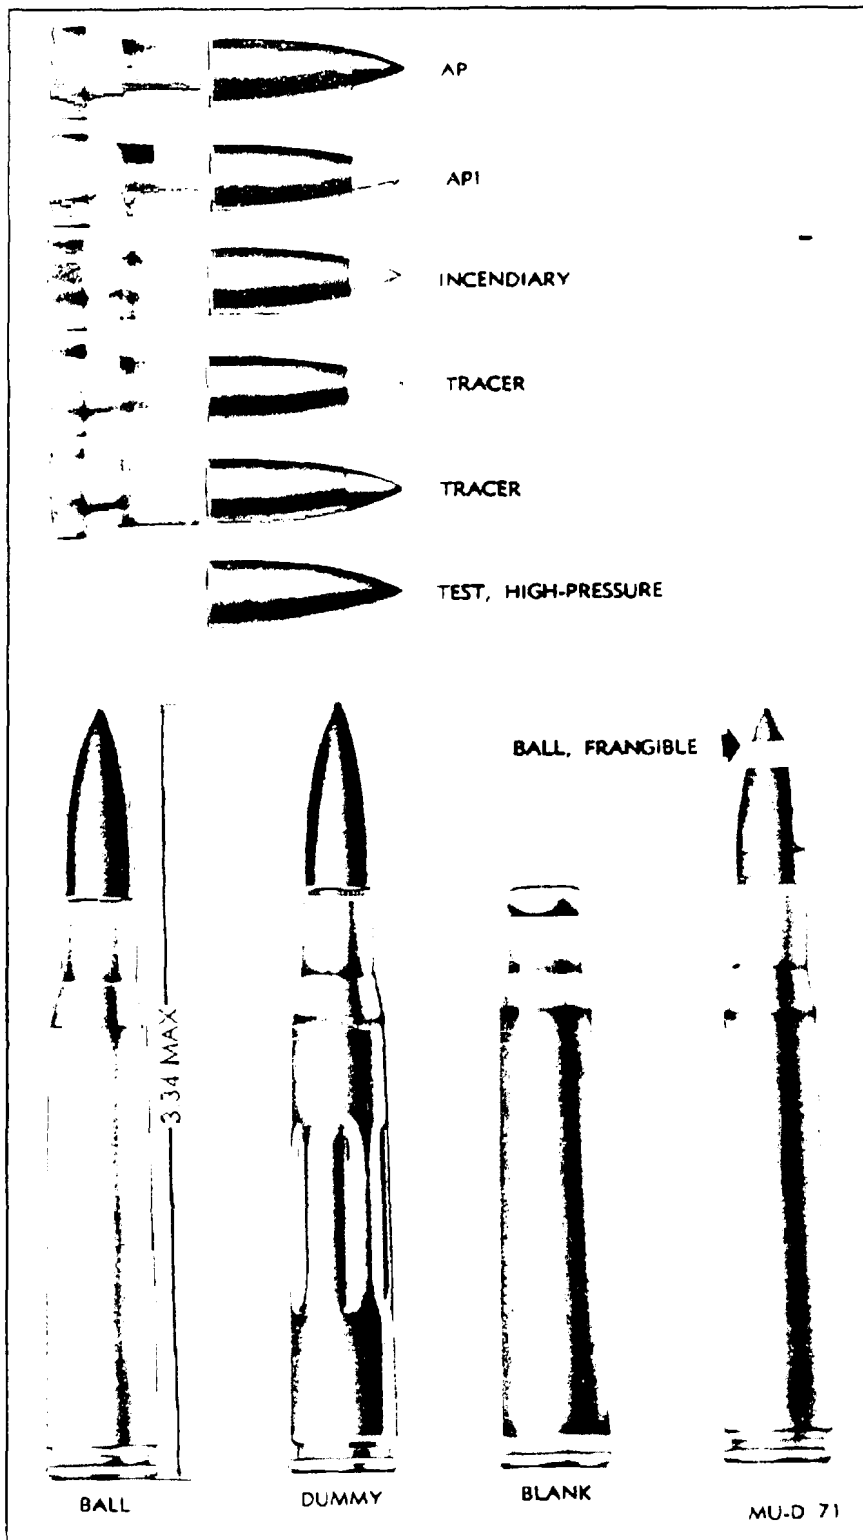 AP
API
INCENDIARY
TRACER
TRACER
TEST, HIGH-PRESSURE
BALL, FRANGIBLE
3.34 MAX
BALL
DUMMY
BLANK
MU-D 71